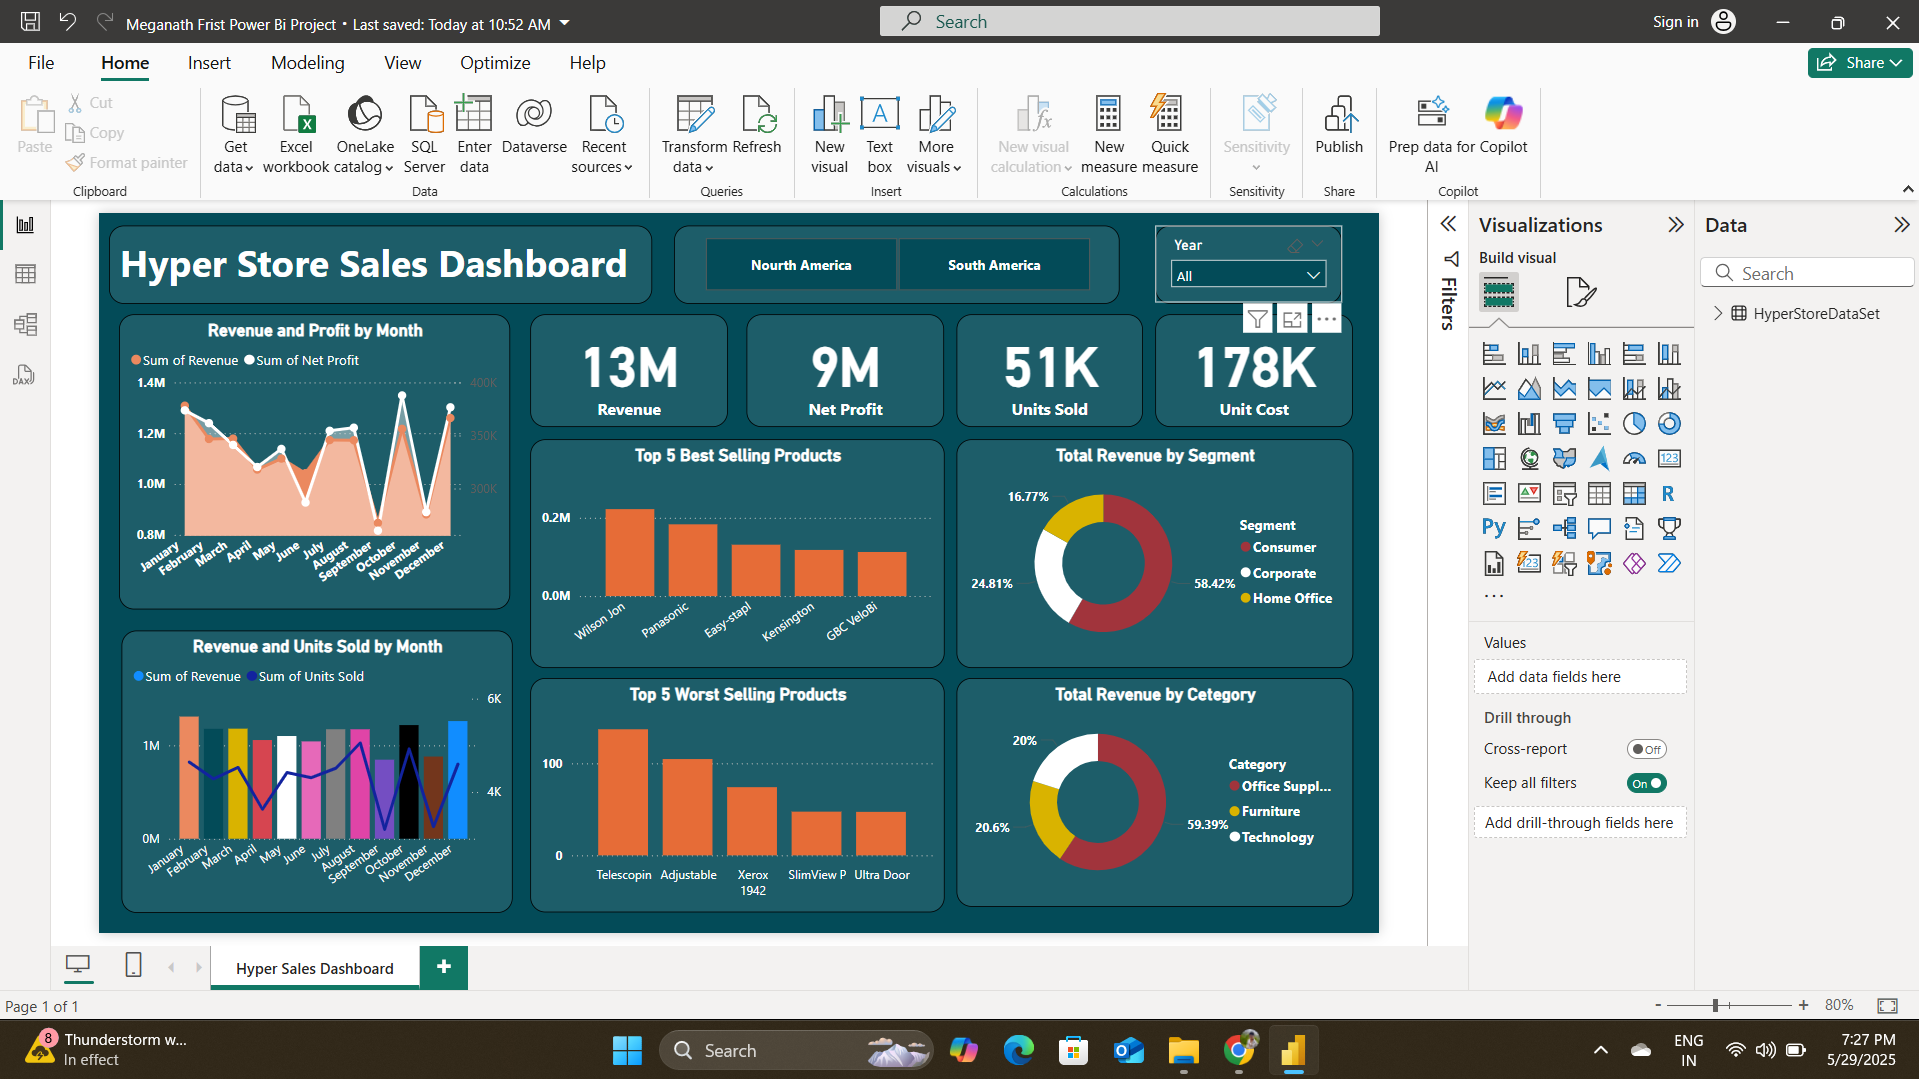 Meganath Frist Power Bi Project • Last saved: Today at 10:52 AM
Search
Sign in
File
Home
Insert
Modeling
View
Optimize
Help
Share
Paste
Cut
Copy
Format painter
Clipboard
Get data
Excel workbook
OneLake catalog
SQL Server
Enter data
Dataverse
Recent sources
Data
Transform data
Refresh
Queries
New visual
Text box
More visuals
Insert
New visual calculation
New measure
Quick measure
Calculations
Sensitivity
Sensitivity
Publish
Share
Prep data for AI
Copilot
Copilot
Hyper Store Sales Dashboard
Nourth America
South America
Year
All
Revenue and Profit by Month
Sum of Revenue
Sum of Net Profit
1.4M
1.2M
1.0M
0.8M
400K
350K
300K
January
February
March
April
May
June
July
August
September
October
November
December
13M
Revenue
9M
Net Profit
51K
Units Sold
178K
Unit Cost
Top 5 Best Selling Products
0.2M
0.0M
Wilson Jon
Panasonic
Easy-stapl
Kensington
GBC VeloBi
Total Revenue by Segment
16.77%
24.81%
58.42%
Segment
Consumer
Corporate
Home Office
Revenue and Units Sold by Month
Sum of Revenue
Sum of Units Sold
1M
0M
6K
4K
January
February
March
April
May
June
July
August
September
October
November
December
Top 5 Worst Selling Products
100
0
Telescopin
Adjustable
Xerox 1942
SlimView P
Ultra Door
Total Revenue by Cetegory
20%
20.6%
59.39%
Category
Office Suppl...
Furniture
Technology
Filters
Visualizations
Build visual
123
R
Py
123
...
Values
Add data fields here
Drill through
Cross-report
Off
Keep all filters
On
Add drill-through fields here
Data
Search
HyperStoreDataSet
DAX
Hyper Sales Dashboard
Page 1 of 1
- + 80%
8
Thunderstorm w...
In effect
Search
ENG
IN
7:27 PM
5/29/2025